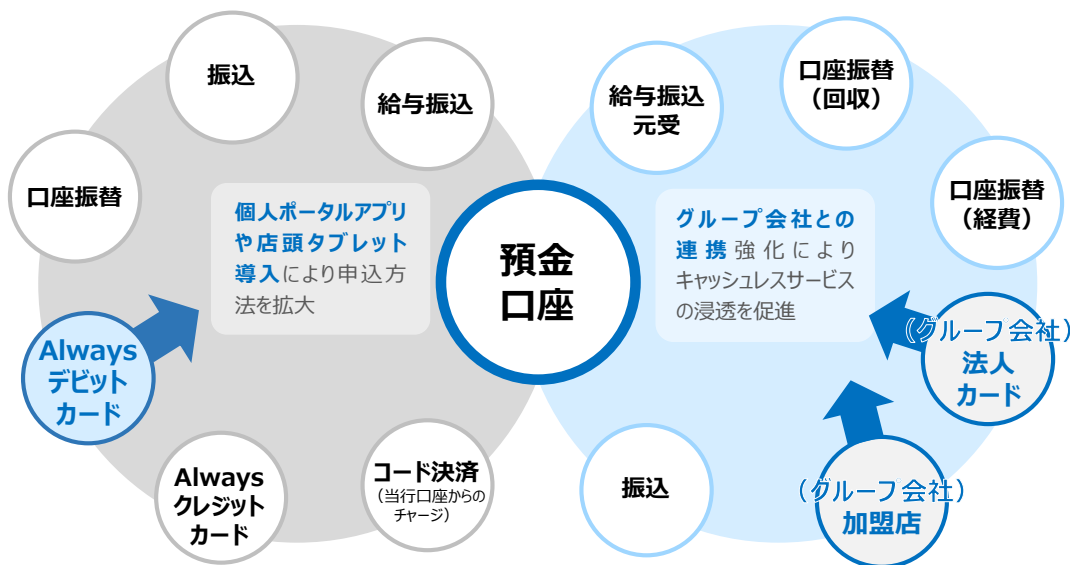 振込
給与振込
口座振替
個人ポータルアプリ
や店頭タブレット
導入により申込方
法を拡大
Always
デビット
カード
Always
クレジット
カード
コード決済
（当行口座からの
チャージ）
預金
口座
給与振込
元受
口座振替
（回収）
口座振替
（経費）
グループ会社との
連携強化により
キャッシュレスサービス
の浸透を促進
（グループ会社）
法人
カード
（グループ会社）
加盟店
振込